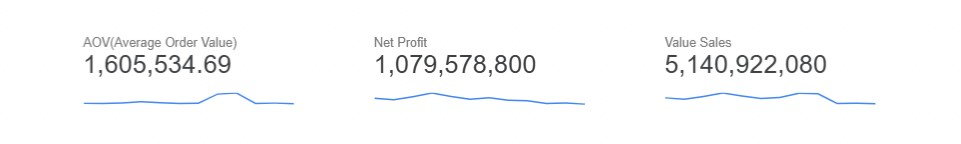 AOV(Average Order Value)
1,605,534.69
Net Profit
1,079,578,800
Value Sales
5,140,922,080